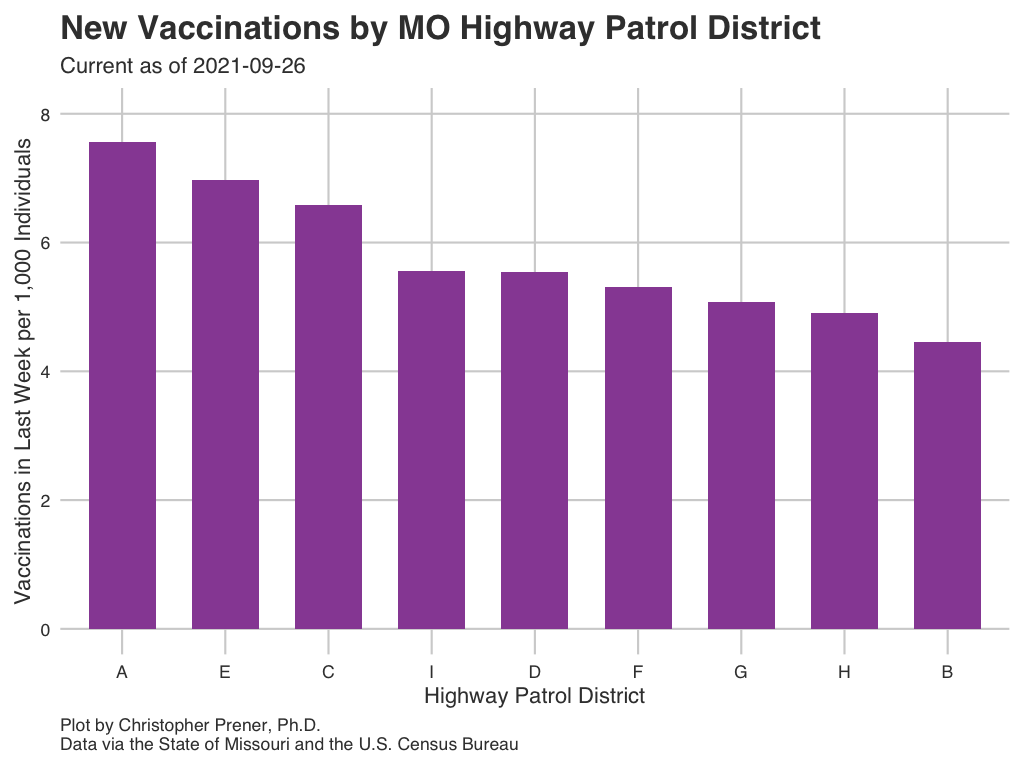 New Vaccinations by MO Highway Patrol District
Current as of 2021-09-26
Vaccinations in Last Week per 1,000 Individuals
8
6
4
2
0
A E C I D F G H B
Highway Patrol District
Plot by Christopher Prener, Ph.D.
Data via the State of Missouri and the U.S. Census Bureau